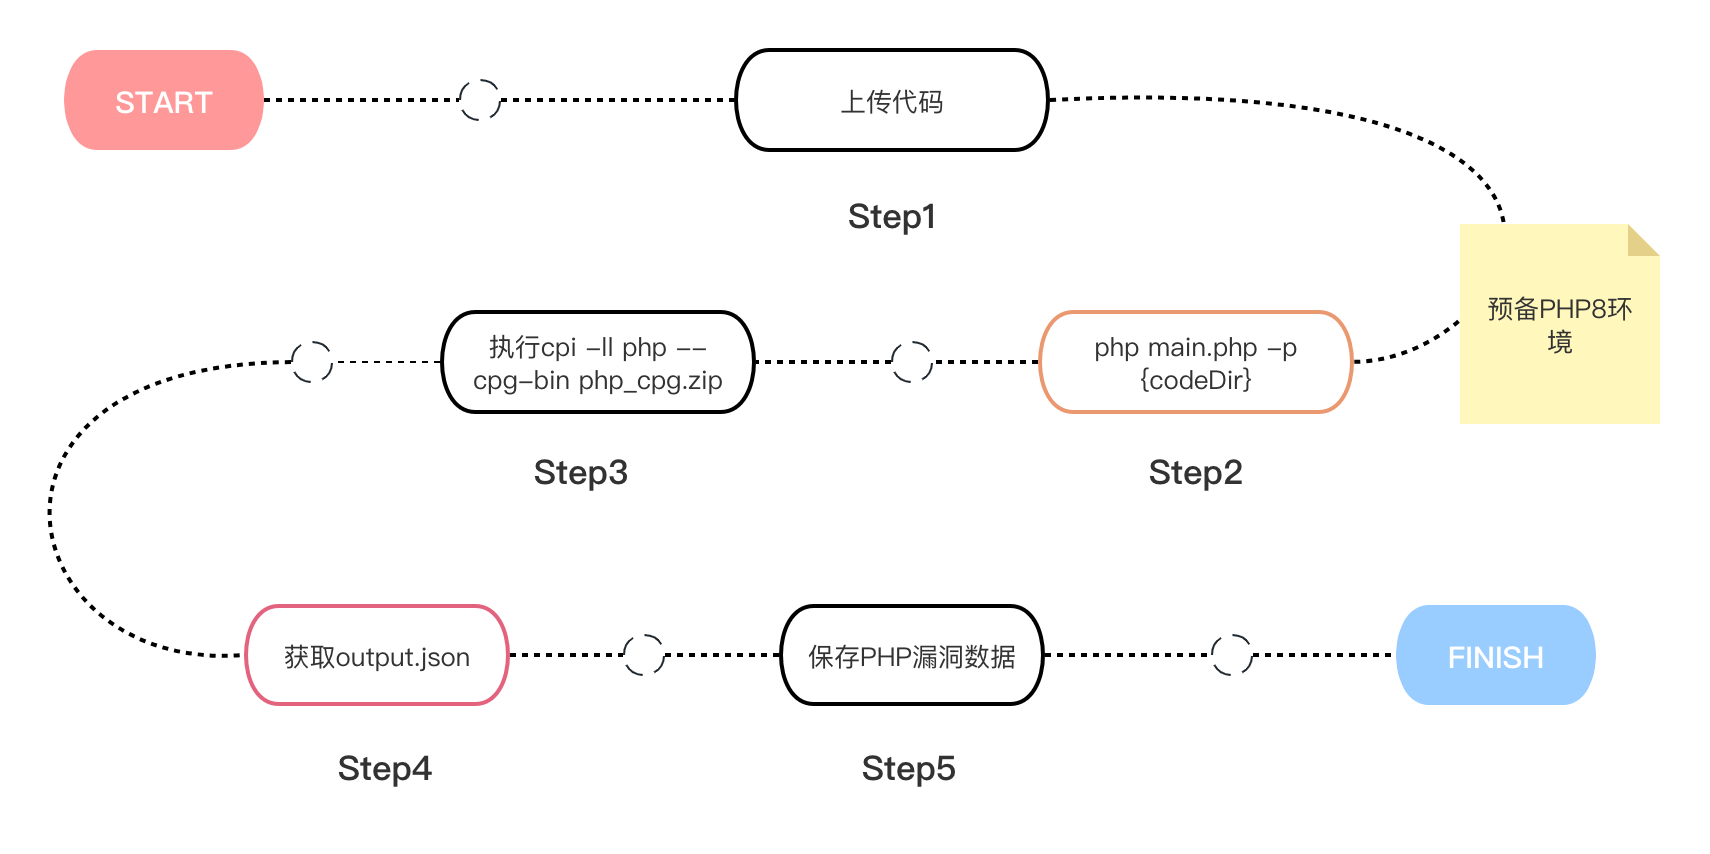 START
上传代码
Step1
预备PHP8环
境
php main.php -p
{codeDir}
Step2
执行cpi -ll php --
cpg-bin php_cpg.zip
Step3
获取output.json
Step4
保存PHP漏洞数据
Step5
FINISH